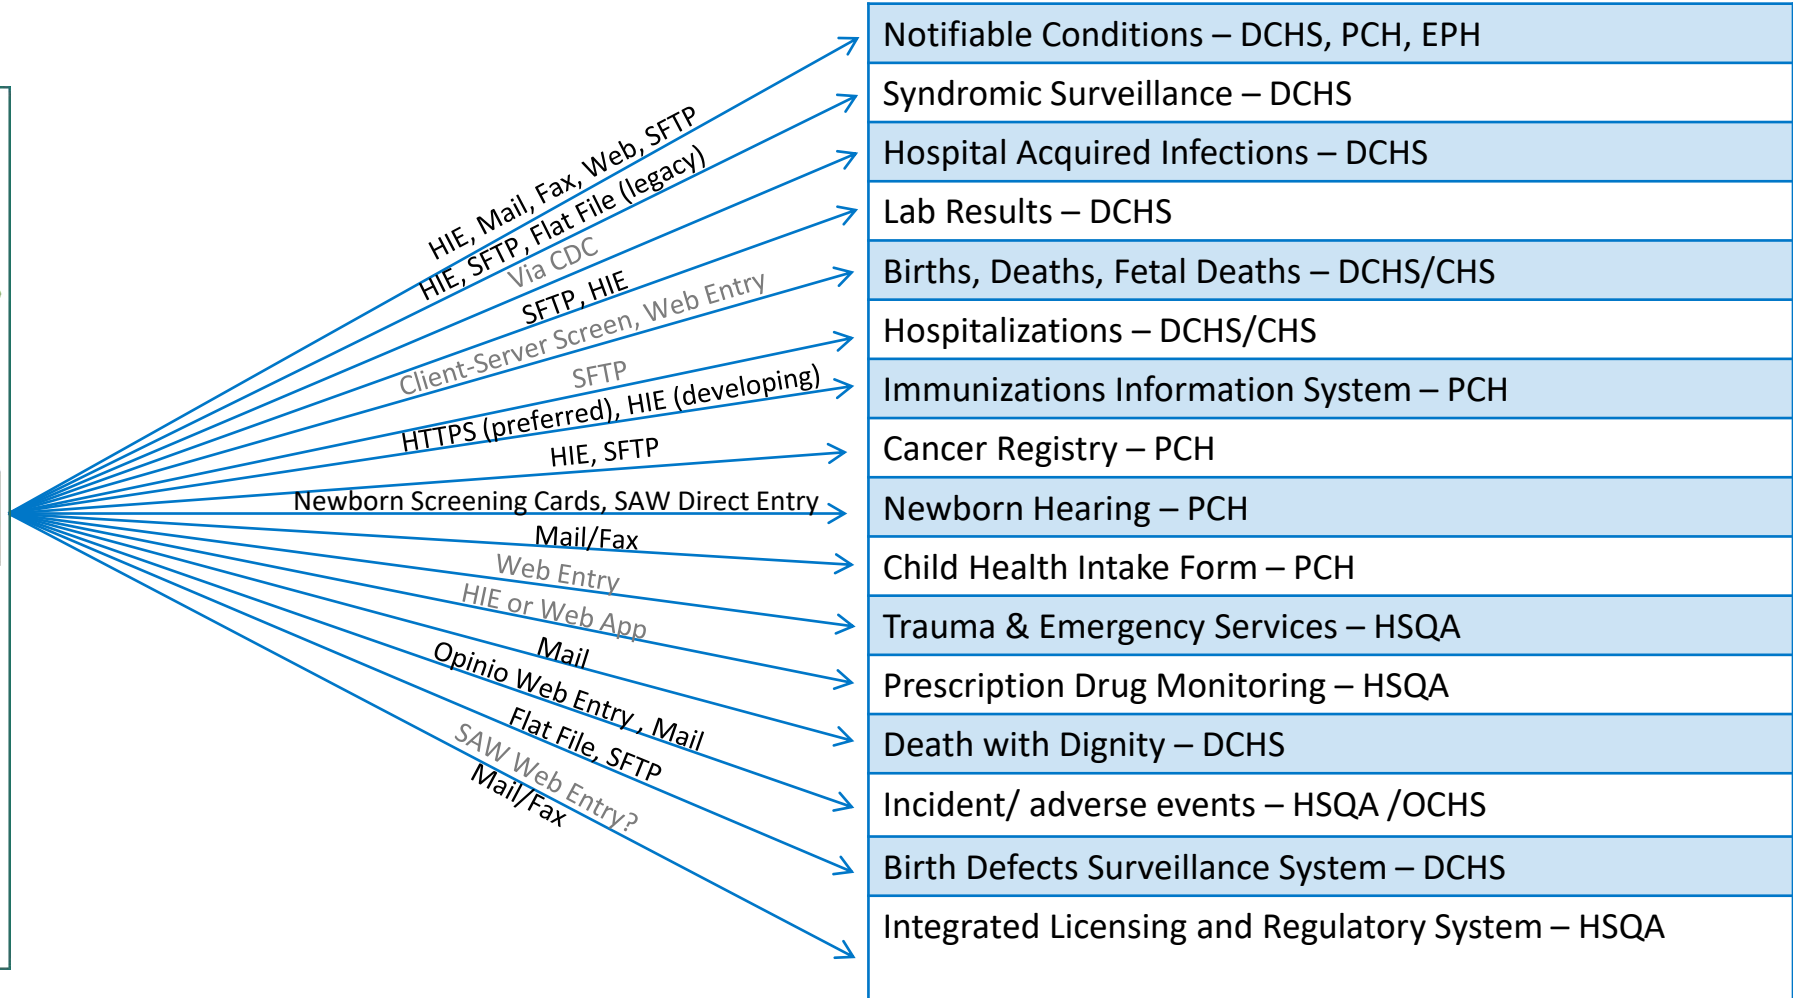 HIE, Mail, Fax, Web, SFTP
HIE, SFTP, Flat File (legacy)
Via CDC
SFTP, HIE
Client-Server Screen, Web Entry
SFTP
HTTPS (preferred), HIE (developing)
HIE, SFTP
Newborn Screening Cards, SAW Direct Entry
Mail/Fax
Web Entry
HIE or Web App
Mail
Opinio Web Entry , Mail
Flat File, SFTP
SAW Web Entry?
Mail/Fax
Notifiable Conditions – DCHS, PCH, EPH
Syndromic Surveillance – DCHS
Hospital Acquired Infections – DCHS
Lab Results – DCHS
Births, Deaths, Fetal Deaths – DCHS/CHS
Hospitalizations – DCHS/CHS
Immunizations Information System – PCH
Cancer Registry – PCH
Newborn Hearing – PCH
Child Health Intake Form – PCH
Trauma & Emergency Services – HSQA
Prescription Drug Monitoring – HSQA
Death with Dignity – DCHS
Incident/ adverse events – HSQA /OCHS
Birth Defects Surveillance System – DCHS
Integrated Licensing and Regulatory System – HSQA